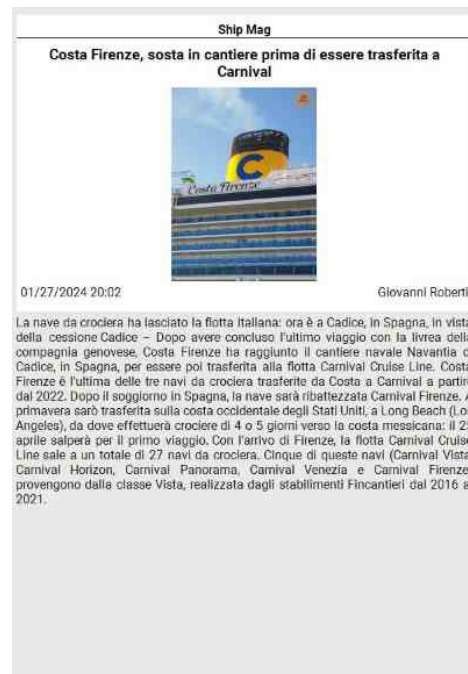 Ship Mag
Costa Firenze, sosta in cantiere prima di essere trasferita a
Carnival
C
Costa Firenze
01/27/2024 20:02 Giovanni Roberti
La nave da crociera ha lasciato la flotta Italiana: ora è a Cadice, in Spagna, in vista
della cessione Cadice – Dopo avere concluso l'ultimo viaggio con la livrea della
compagnia genovese, Costa Firenze ha raggiunto il cantiere navale Navantia d
Cadice, in Spagna, per essere poi trasferita alla flotta Carnival Cruise Line. Costa
Firenze è l'ultima delle tre navi da crociera trasferite da Costa a Carnival a partire
dal 2022. Dopo il soggiorno in Spagna, la nave sarà ribattezzata Carnival Firenze. A
primavera sarò trasferita sulla costa occidentale degli Stati Uniti, a Long Beach (Lo
Angeles), da dove effettuerà crociere di 4 o 5 giorni verso la costa messicana: il 2
aprile salperà per il primo viaggio. Con l'arrivo di Firenze, la flotta Carnival Cruise
Line sale a un totale di 27 navi da crociera. Cinque di queste navi (Carnival Vista
Carnival Horizon, Carnival Panorama, Carnival Venezia e Carnival Firenze
provengono dalla classe Vista, realizzata dagli stabilimenti Fincantieri dal 2016 a
2021.